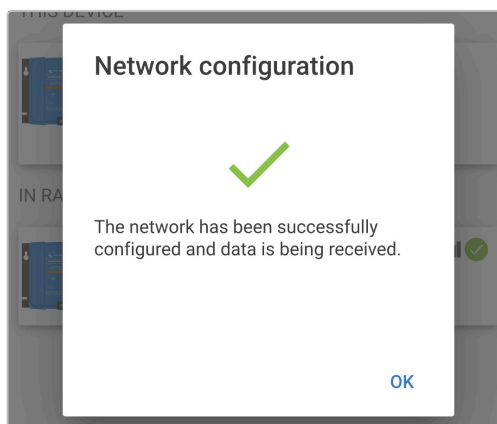 THIS DEVICE
Network configuration
IN RA
The network has been successfully
configured and data is being received.
OK